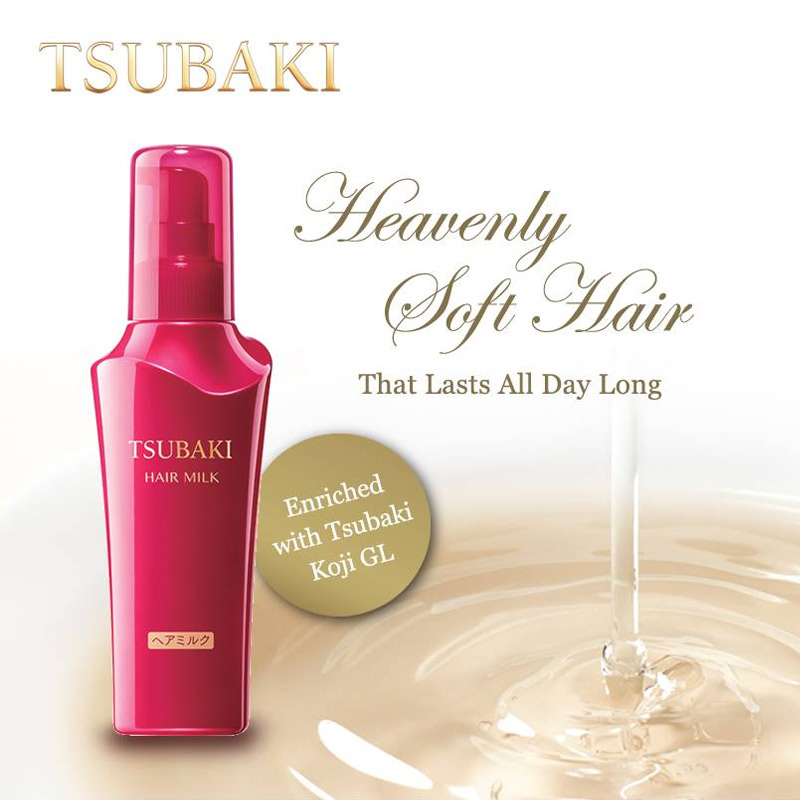 TSUBAKI
Heavenly
Soft Hair
That Lasts All Day Long
TSUBAKI
HAIR MILK
Enriched
with Tsubaki
Koji GL
ヘアミルク